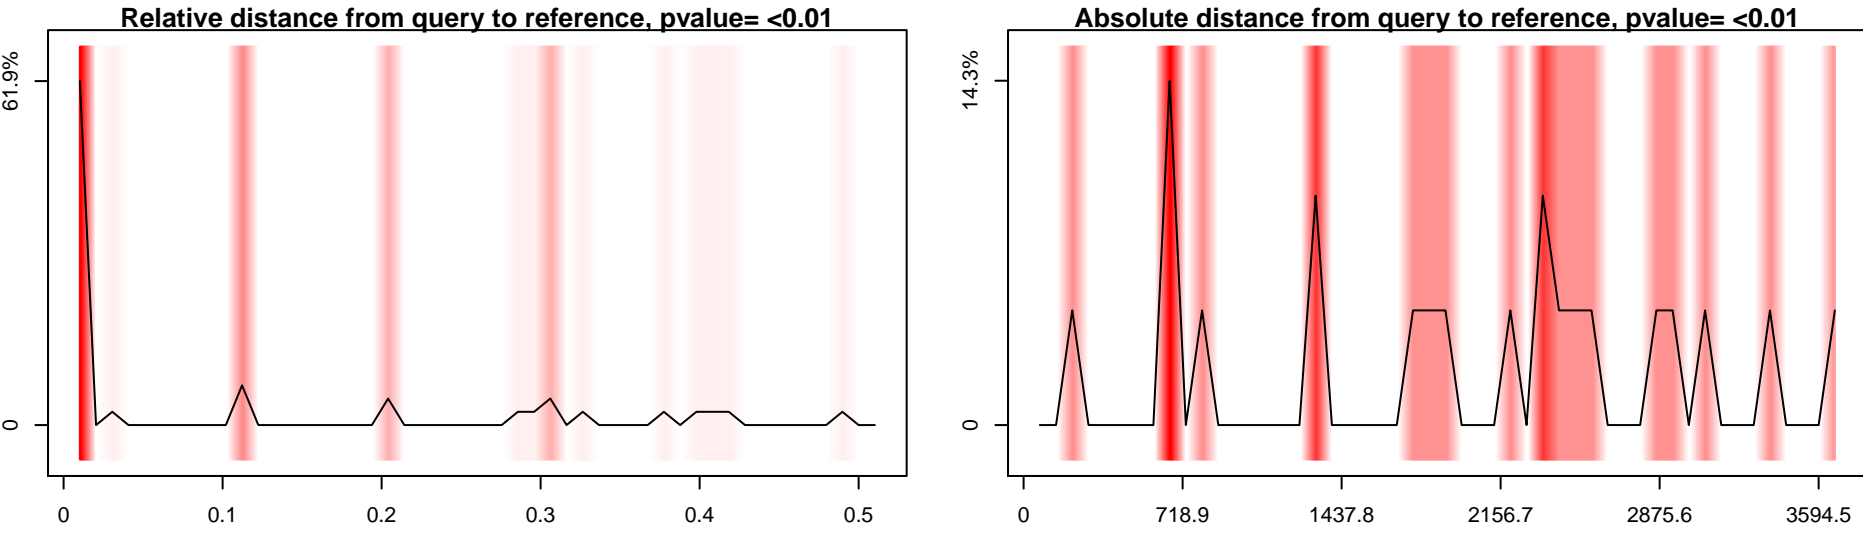 Relative distance from query to reference, pvalue= <0.01
61.9%
0
0 0.1 0.2 0.3 0.4 0.5
Absolute distance from query to reference, pvalue= <0.01
14.3%
0
0 718.9 1437.8 2156.7 2875.6 3594.5